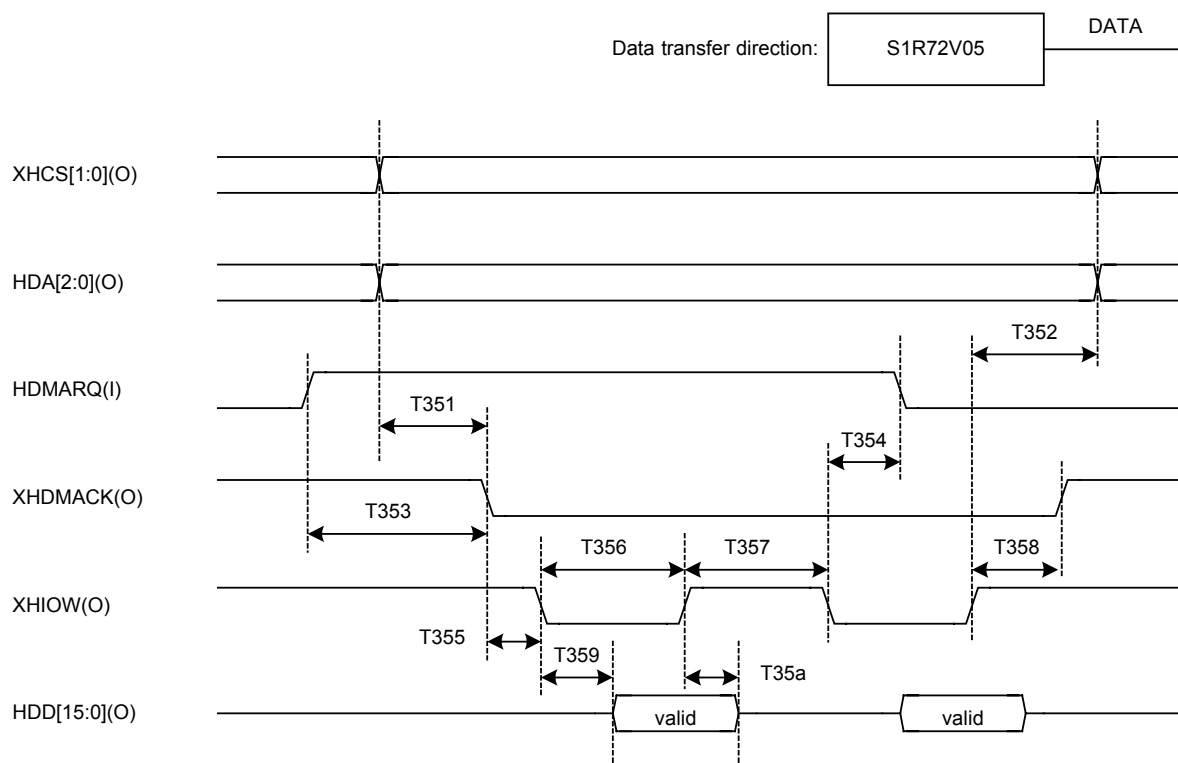 DATA
Data transfer direction: S1R72V05
XHCS[1:0](O)
HDA[2:0](O)
T352
HDMARQ(I)
T351
T354
XHDMACK(O)
T353
T356 T357 T358
XHIOW(O)
T355 T359 T35a
HDD[15:0](O) valid valid